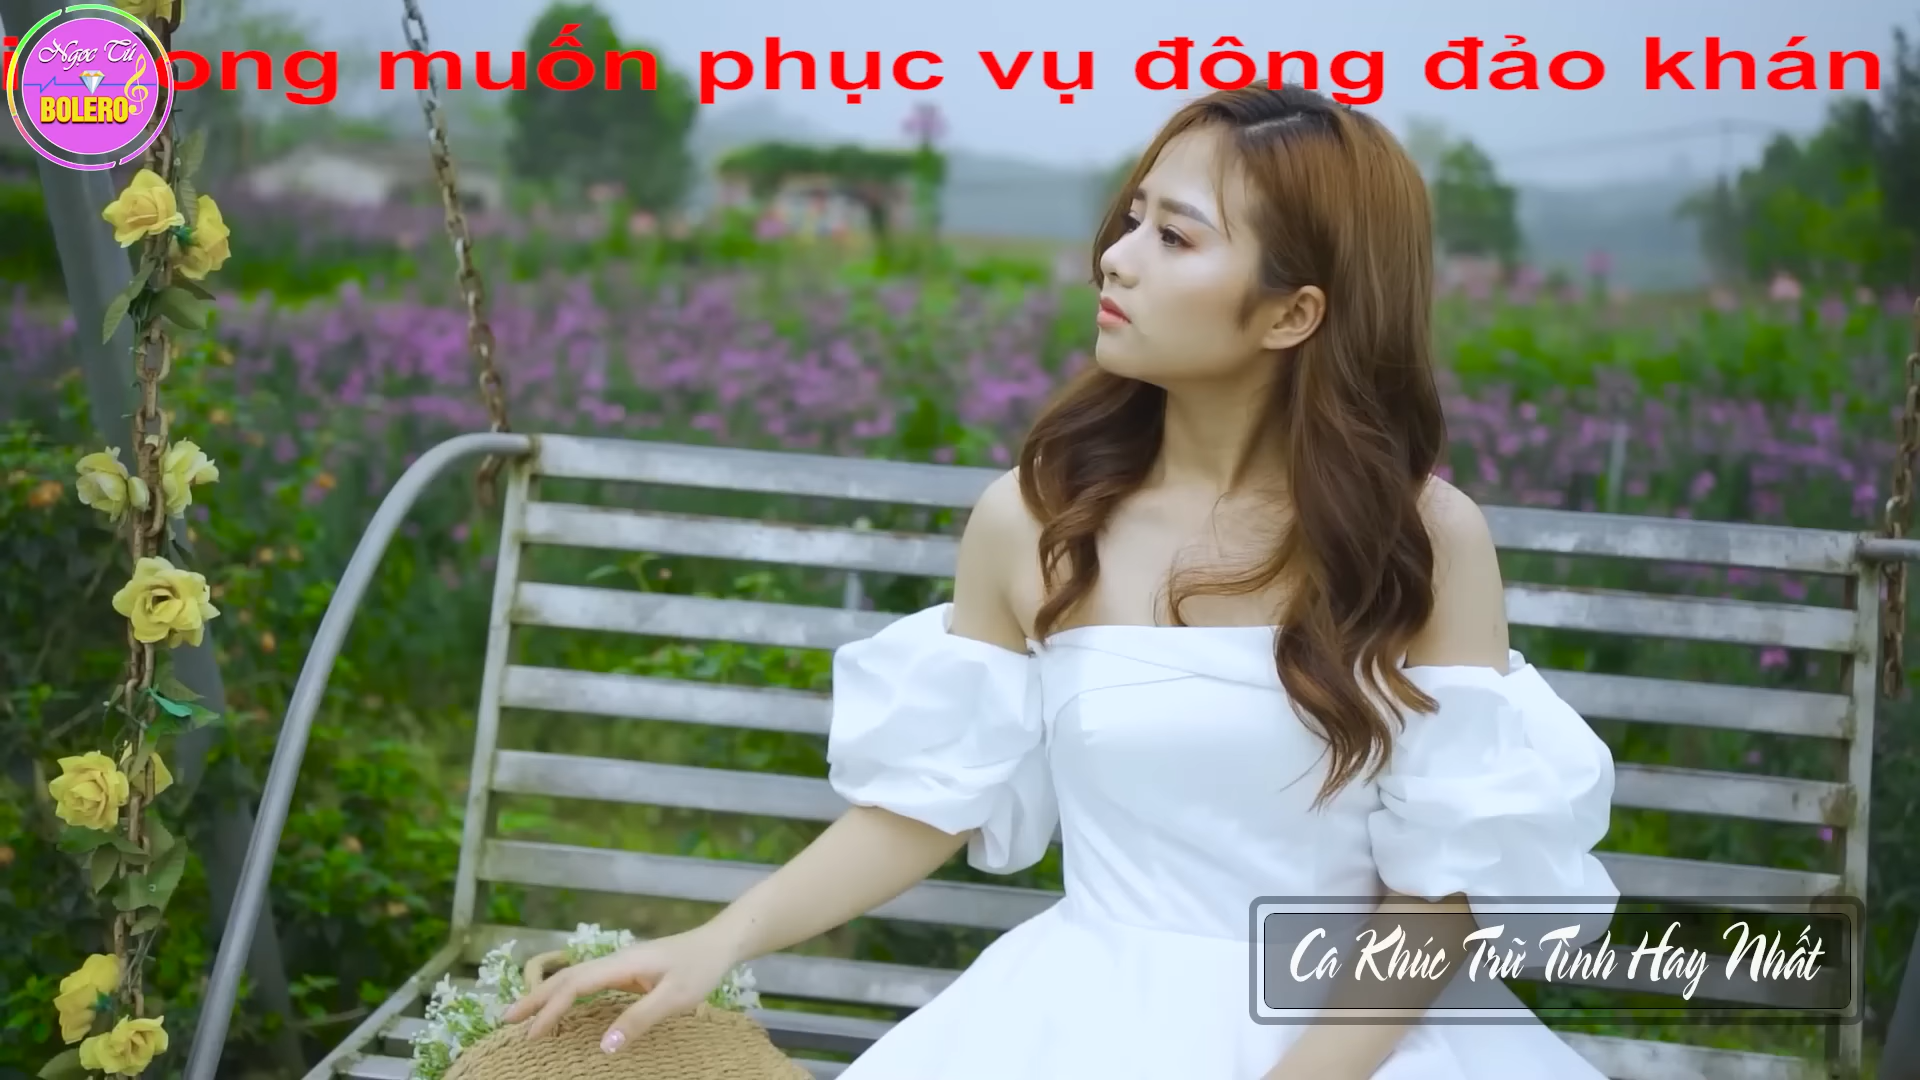 ong muốn phục vụ đông đảo khán
Ngọc Tú
BOLERO
Ca Khúc Trữ Tình Hay Nhất